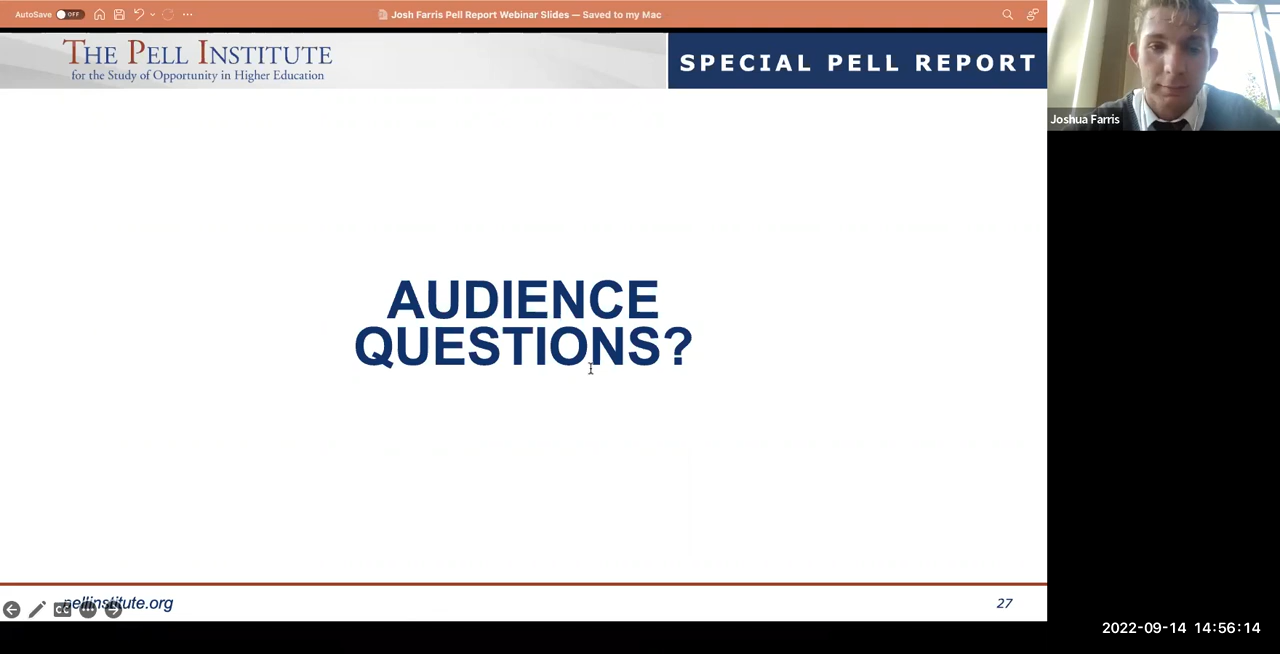 AutoSave OFF
Josh Farris Pell Report Webinar Slides — Saved to my Mac
THE PELL INSTITUTE
for the Study of Opportunity in Higher Education
SPECIAL PELL REPORT
Joshua Farris
AUDIENCE
QUESTIONS?
pellinstitute.org
CC
27
2022-09-14 14:56:14